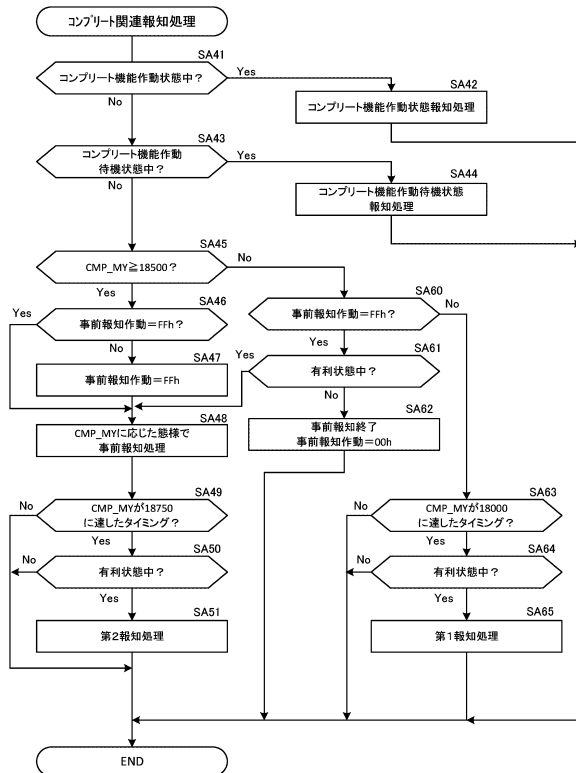 コンプリート関連報知処理
SA41
コンプリート機能作動状態中？
Yes
No
SA42
コンプリート機能作動状態報知処理
SA43
コンプリート機能作動
待機状態中？
Yes
No
SA44
コンプリート機能作動待機状態
報知処理
SA45
CMP_MY≧18500？
No
Yes
SA46
Yes
事前報知作動＝FFh？
No
SA60
事前報知作動＝FFh？
No
Yes
SA47
事前報知作動＝FFh
SA61
Yes
有利状態中？
No
SA48
CMP_MYに応じた態様で
事前報知処理
SA62
事前報知終了
事前報知作動＝00h
SA49
No
CMP_MYが18750
に達したタイミング？
Yes
SA63
No
CMP_MYが18000
に達したタイミング？
Yes
SA50
No
有利状態中？
Yes
SA64
No
有利状態中？
Yes
SA51
第2報知処理
SA65
第1報知処理
END